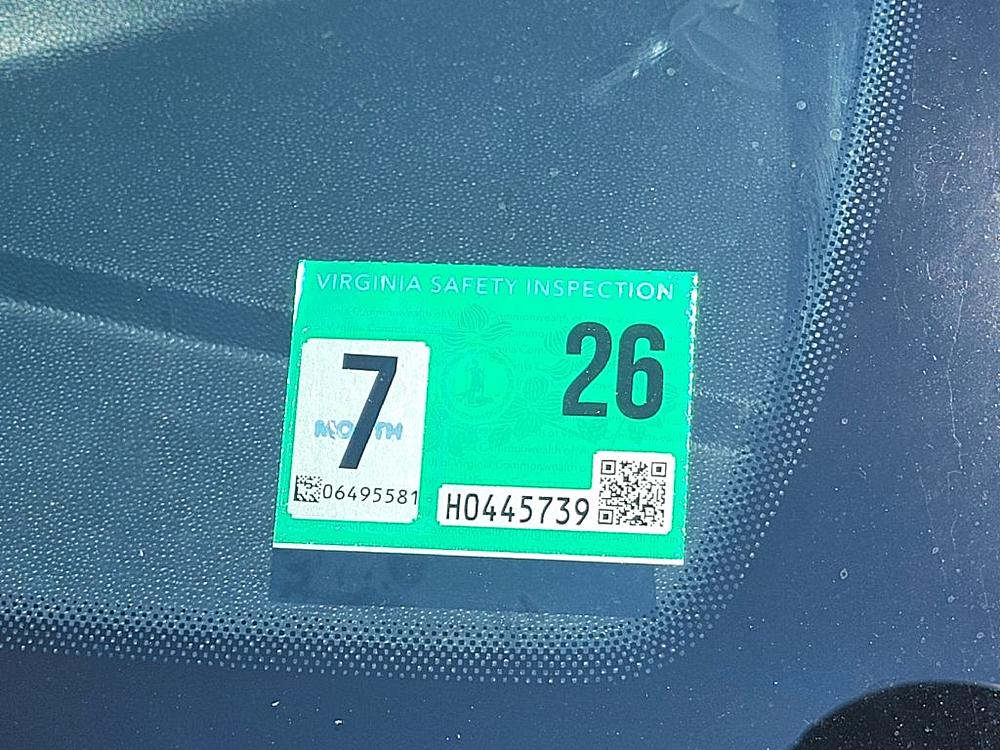 VIRGINIA SAFETY INSPECTION
26
7
MONTH
06495581
H0445739